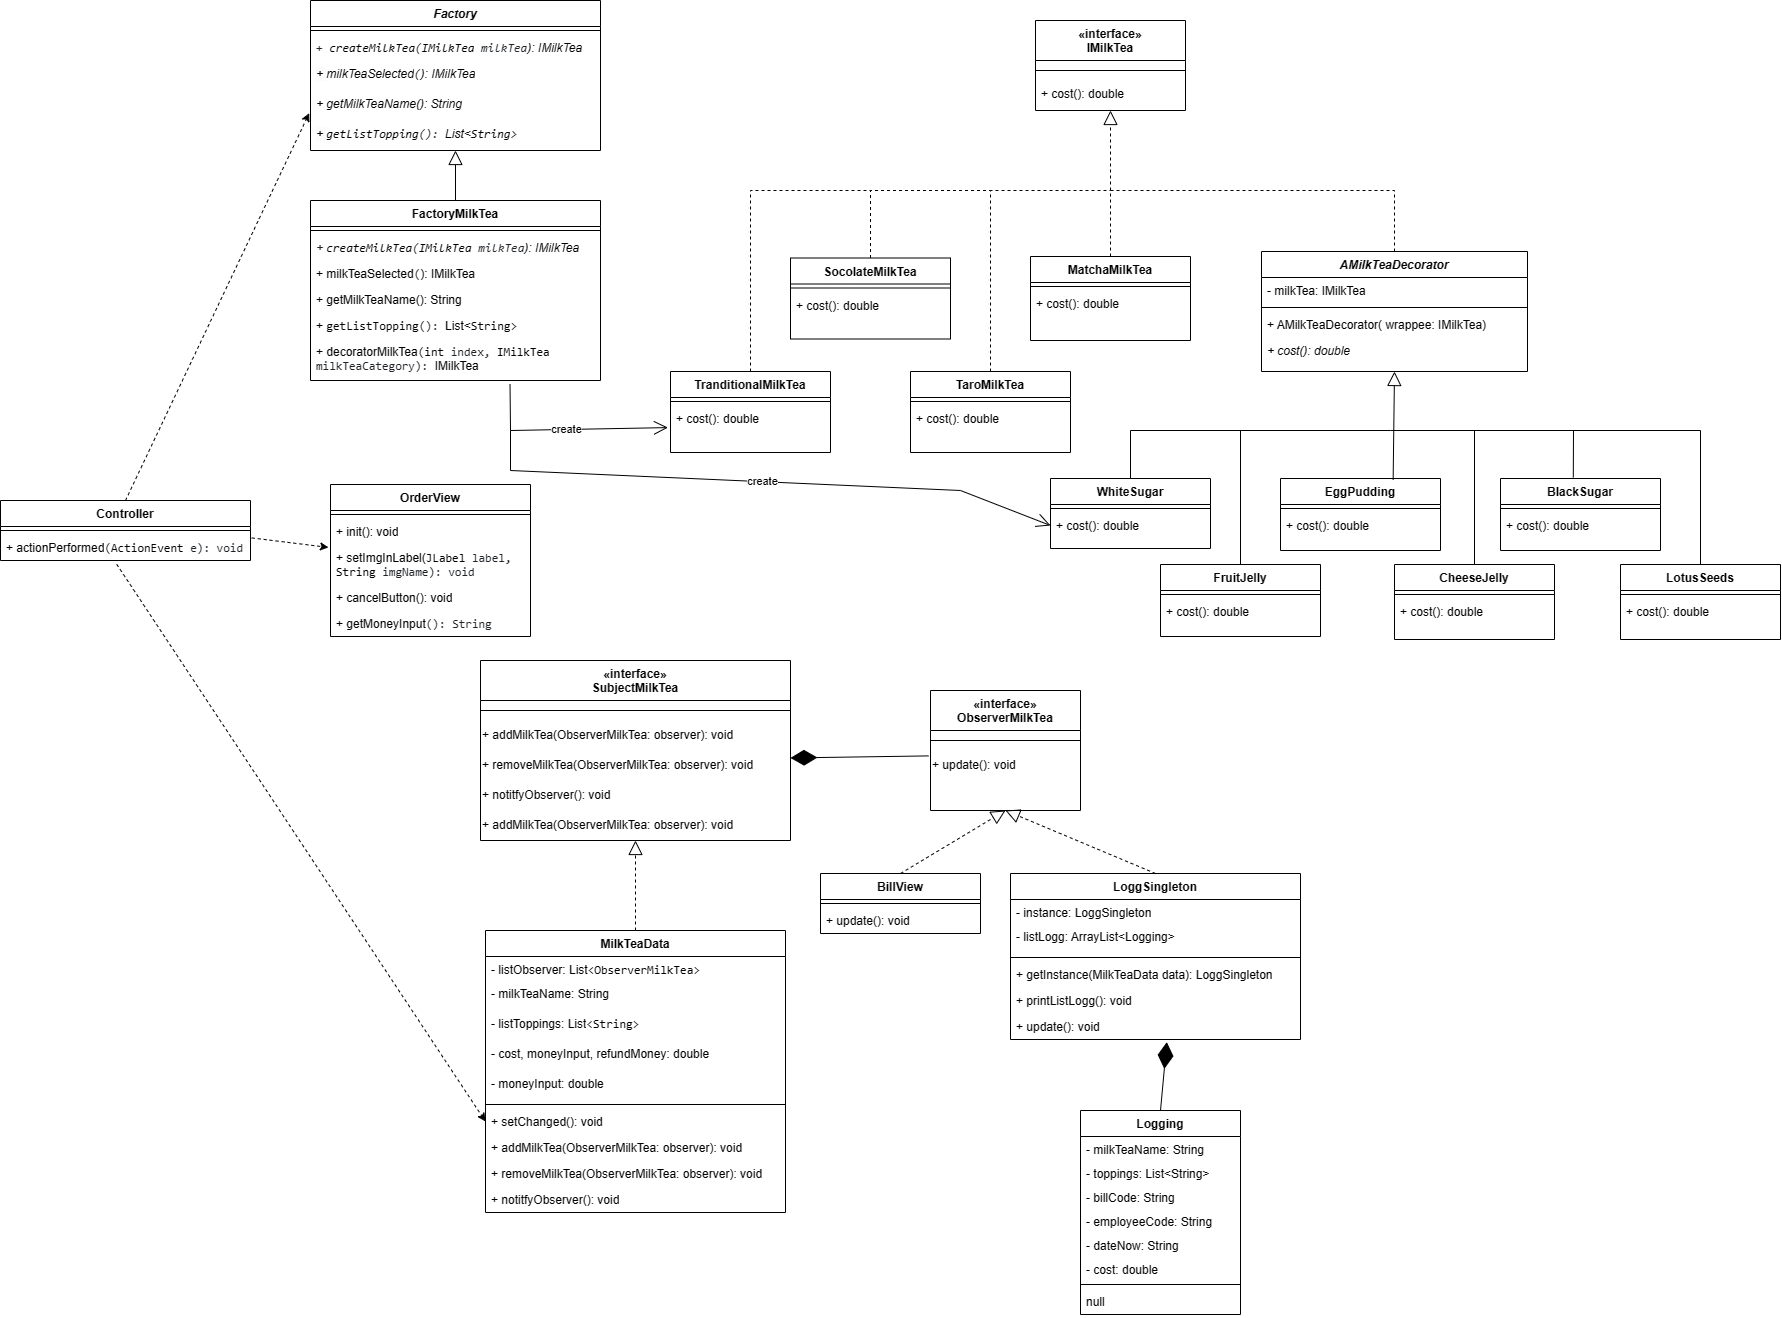 Factory
+ createMilkTea(IMilkTea milkTea): IMilkTea
+ milkTeaSelected(): IMilkTea
+ getMilkTeaName(): String
+ getListTopping(): List<String>
«interface»
IMilkTea
+ cost(): double
FactoryMilkTea
+ createMilkTea(IMilkTea milkTea): IMilkTea
+ milkTeaSelected(): IMilkTea
+ getMilkTeaName(): String
+ getListTopping(): List<String>
+ decoratorMilkTea(int index, IMilkTea
milkTeaCategory): IMilkTea
SocolateMilkTea
+ cost(): double
MatchaMilkTea
+ cost(): double
AMilkTeaDecorator
- milkTea: IMilkTea
+ AMilkTeaDecorator( wrappee: IMilkTea)
+ cost(): double
TranditionalMilkTea
+ cost(): double
TaroMilkTea
+ cost(): double
create
create
WhiteSugar
+ cost(): double
EggPudding
+ cost(): double
BlackSugar
+ cost(): double
FruitJelly
+ cost(): double
CheeseJelly
+ cost(): double
LotusSeeds
+ cost(): double
Controller
+ actionPerformed(ActionEvent e): void
OrderView
+ init(): void
+ setImgInLabel(JLabel label,
String imgName): void
+ cancelButton(): void
+ getMoneyInput(): String
«interface»
SubjectMilkTea
+ addMilkTea(ObserverMilkTea: observer): void
+ removeMilkTea(ObserverMilkTea: observer): void
+ notitfyObserver(): void
+ addMilkTea(ObserverMilkTea: observer): void
«interface»
ObserverMilkTea
+ update(): void
BillView
+ update(): void
LoggSingleton
- instance: LoggSingleton
- listLogg: ArrayList<Logging>
+ getInstance(MilkTeaData data): LoggSingleton
+ printListLogg(): void
+ update(): void
MilkTeaData
- listObserver: List<ObserverMilkTea>
- milkTeaName: String
- listToppings: List<String>
- cost, moneyInput, refundMoney: double
- moneyInput: double
+ setChanged(): void
+ addMilkTea(ObserverMilkTea: observer): void
+ removeMilkTea(ObserverMilkTea: observer): void
+ notitfyObserver(): void
Logging
- milkTeaName: String
- toppings: List<String>
- billCode: String
- employeeCode: String
- dateNow: String
- cost: double
null